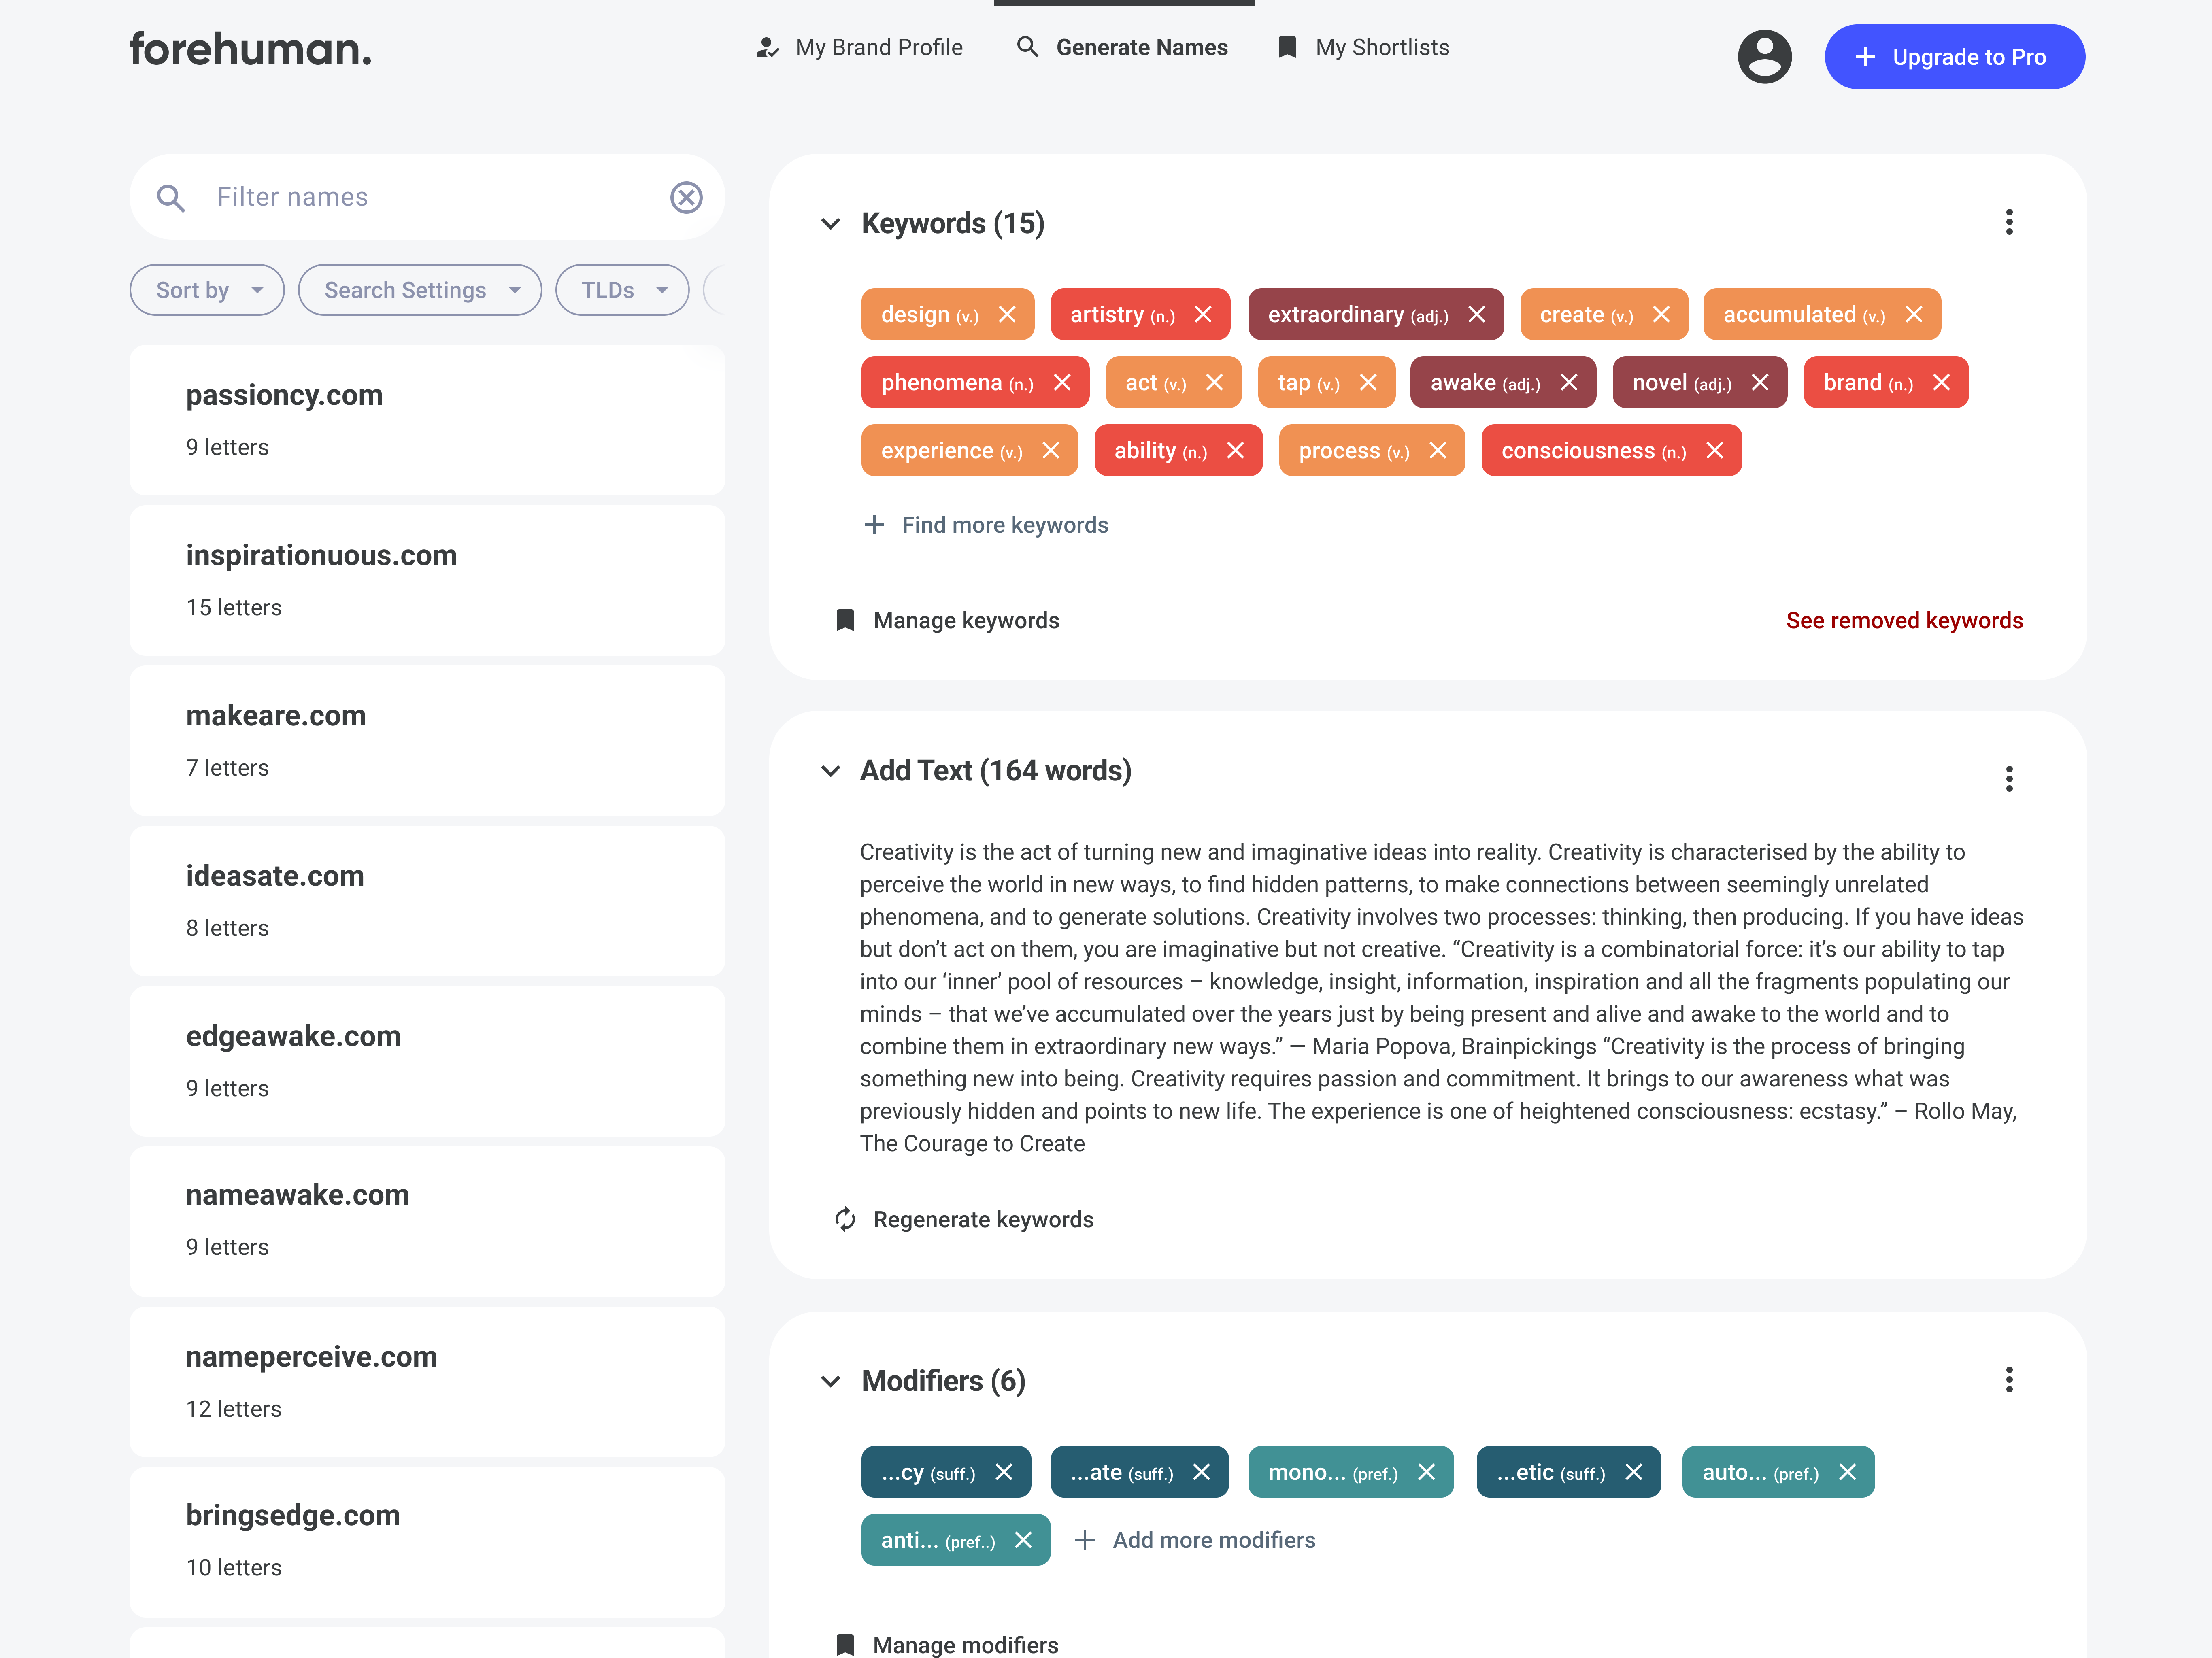 forehuman.
My Brand Profile
Generate Names
My Shortlists
Upgrade to Pro
Filter names
Sort by
Search Settings
TLDs
passioncy.com
9 letters
inspirationuous.com
15 letters
makeare.com
7 letters
ideasate.com
8 letters
edgeawake.com
9 letters
nameawake.com
9 letters
nameperceive.com
12 letters
bringsedge.com
10 letters
Keywords (15)
design (v.)
artistry (n.)
extraordinary (adj.)
create (v.)
accumulated (v.)
phenomena (n.)
act (v.)
tap (v.)
awake (adj.)
novel (adj.)
brand (n.)
experience (v.)
ability (n.)
process (v.)
consciousness (n.)
Find more keywords
Manage keywords
See removed keywords
Add Text (164 words)
Creativity is the act of turning new and imaginative ideas into reality. Creativity is characterised by the ability to
perceive the world in new ways, to find hidden patterns, to make connections between seemingly unrelated
phenomena, and to generate solutions. Creativity involves two processes: thinking, then producing. If you have ideas
but don’t act on them, you are imaginative but not creative. “Creativity is a combinatorial force: it’s our ability to tap
into our ‘inner’ pool of resources – knowledge, insight, information, inspiration and all the fragments populating our
minds – that we’ve accumulated over the years just by being present and alive and awake to the world and to
combine them in extraordinary new ways.” — Maria Popova, Brainpickings “Creativity is the process of bringing
something new into being. Creativity requires passion and commitment. It brings to our awareness what was
previously hidden and points to new life. The experience is one of heightened consciousness: ecstasy.” – Rollo May,
The Courage to Create
Regenerate keywords
Modifiers (6)
...cy (suff.)
...ate (suff.)
mono... (pref.)
...etic (suff.)
auto... (pref.)
anti... (pref..)
Add more modifiers
Manage modifiers